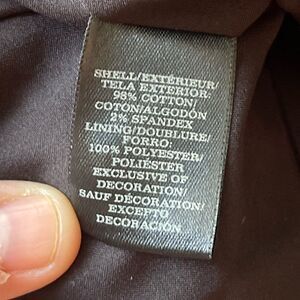 SHELL/EXTÉRIEUR/
TELA EXTERIOR:
98% COTTON/
COTON/ALGODÓN
2% SPANDEX
LINING/DOUBLURE/
FORRO:
100% POLYESTER/
POLIÉSTER
EXCLUSIVE OF
DECORATION/
SAUF DÉCORATION/
EXCEPTO
DECORACIÓN